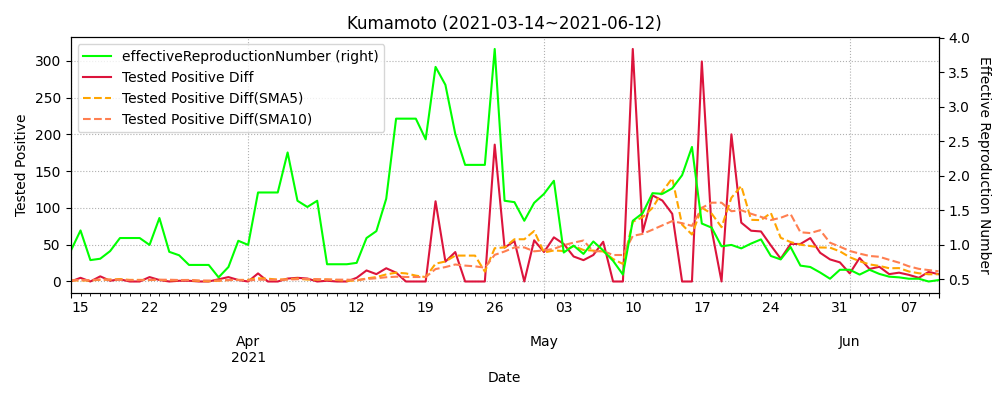 Kumamoto (2021-03-14~2021-06-12)
effectiveReproductionNumber (right)
Tested Positive Diff
Tested Positive Diff(SMA5)
Tested Positive Diff(SMA10)
Tested Positive
300
250
200
150
100
50
0
4.0
3.5
3.0
2.5
2.0
1.5
1.0
0.5
Effective Reproduction Number
15 22 29 05 12 19 26 03 10 17 24 31 07
Apr May Jun
2021
Date